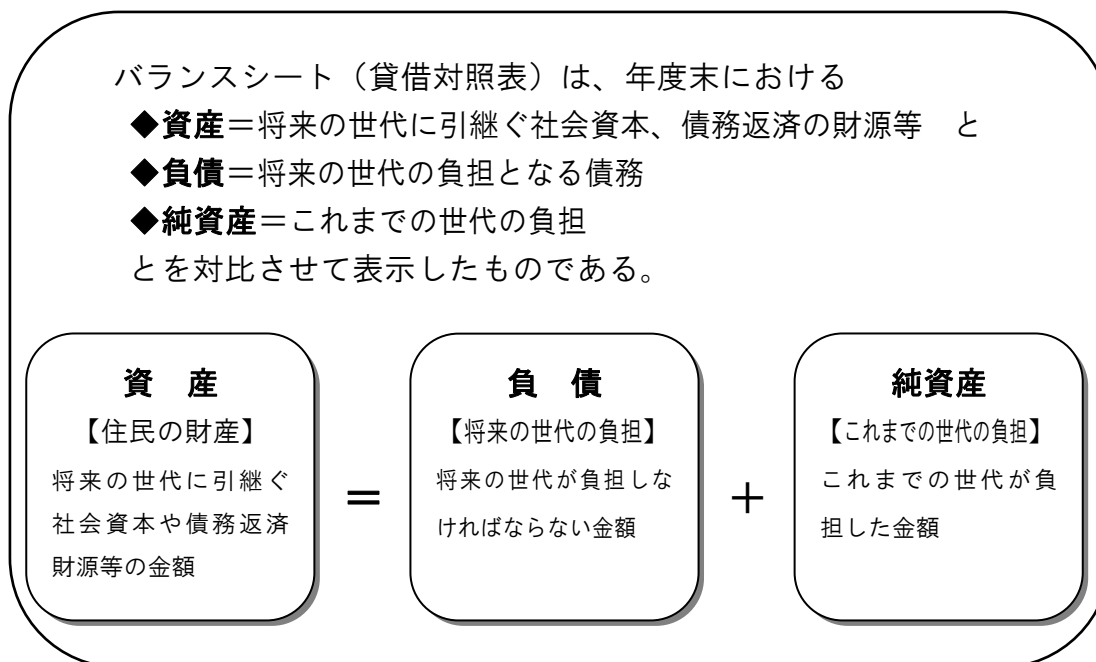 バランスシート（貸借対照表）は、年度末における
◆資産＝将来の世代に引継ぐ社会資本、債務返済の財源等　と
◆負債＝将来の世代の負担となる債務
◆純資産＝これまでの世代の負担
とを対比させて表示したものである。
資　産
【住民の財産】
将来の世代に引継ぐ
社会資本や債務返済
財源等の金額
＝
負　債
【将来の世代の負担】
将来の世代が負担しな
ければならない金額
＋
純資産
【これまでの世代の負担】
これまでの世代が負
担した金額